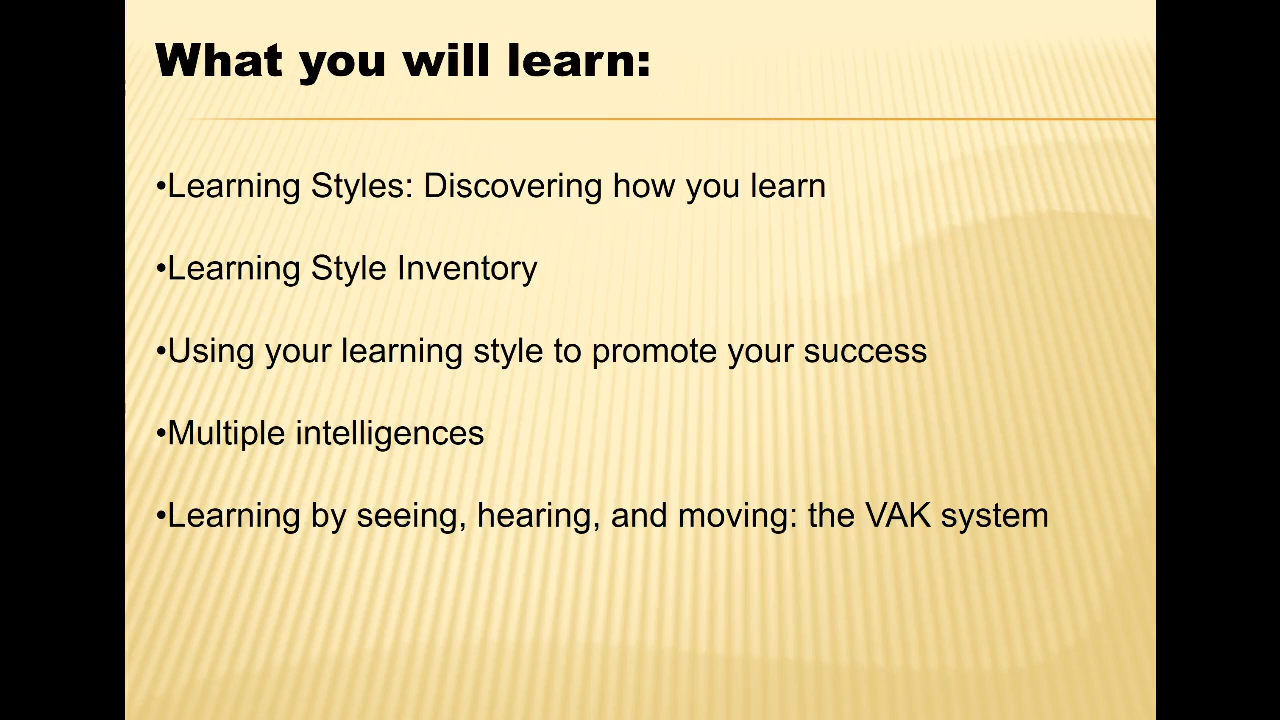 What you will learn:
•Learning Styles: Discovering how you learn
•Learning Style Inventory
•Using your learning style to promote your success
•Multiple intelligences
•Learning by seeing, hearing, and moving: the VAK system